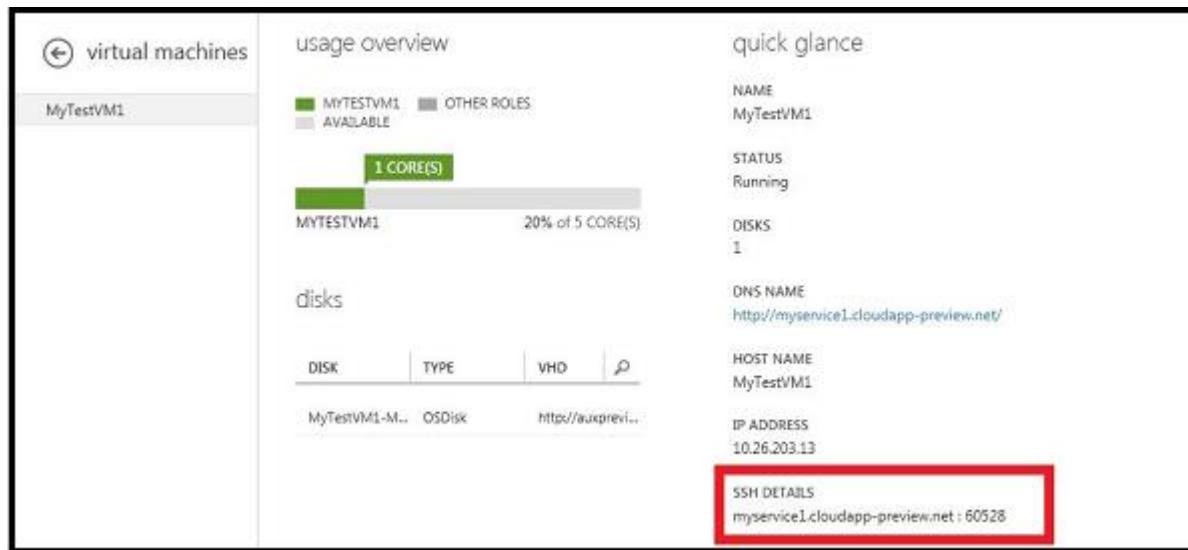 virtual machines
MyTestVM1
usage overview
MYTESTVM1 OTHER ROLES
AVAILABLE
1 CORE(S)
MYTESTVM1 20% of 5 CORE(S)
disks
DISK TYPE VHD
MyTestVM1-M... OSDisk http://auxprevi...
quick glance
NAME
MyTestVM1
STATUS
Running
DISKS
1
DNS NAME
http://myservice1.cloudapp-preview.net/
HOST NAME
MyTestVM1
IP ADDRESS
10.26.203.13
SSH DETAILS
myservice1.cloudapp-preview.net : 60528